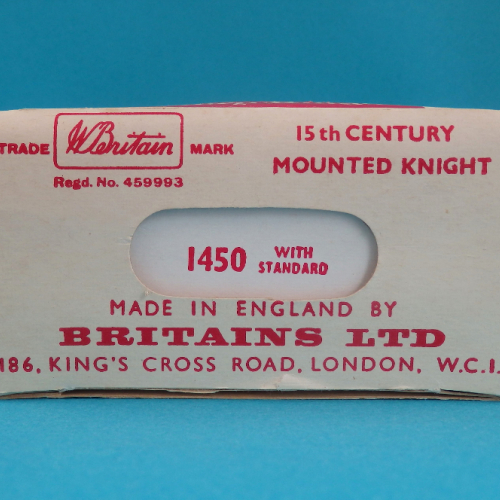 TRADE W Britain MARK
Regd. No. 459993
15th CENTURY
MOUNTED KNIGHT
1450 WITH
STANDARD
MADE IN ENGLAND BY
BRITAINS LTD
186, KING'S CROSS ROAD, LONDON, W.C.1.